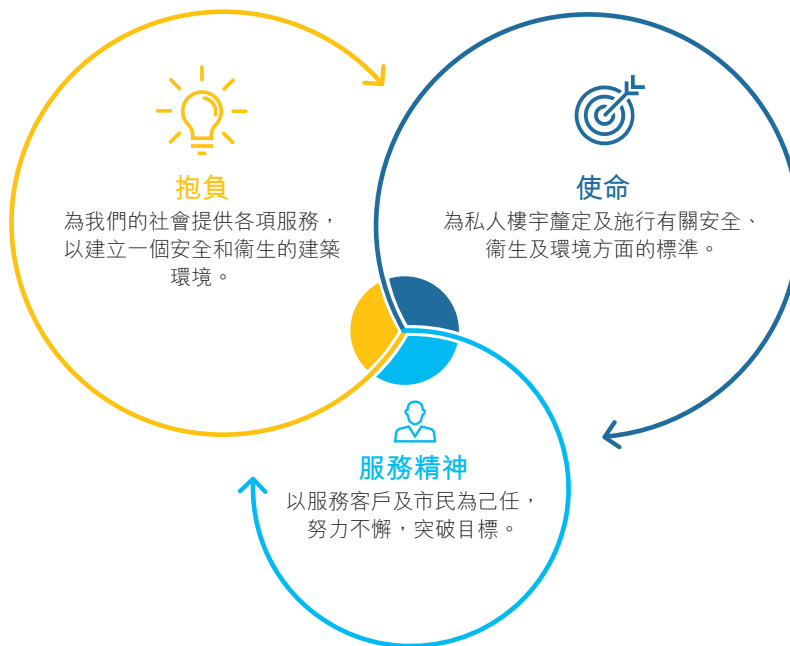 抱負
為我們的社會提供各項服務，
以建立一個安全和衞生的建築
環境。
使命
為私人樓宇釐定及施行有關安全、
衞生及環境方面的標準。
服務精神
以服務客戶及市民為己任，
努力不懈，突破目標。